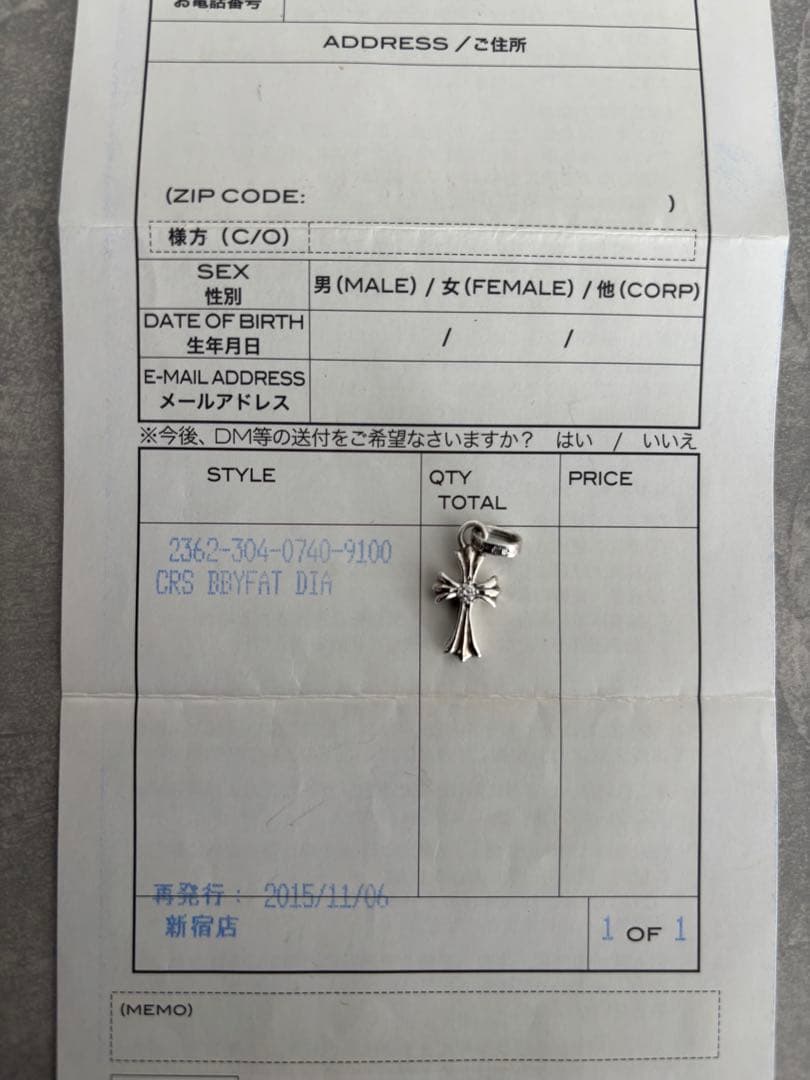 お電話番号
ADDRESS / ご住所
(ZIP CODE: )
様方 (C/O)
SEX
性別
男(MALE) / 女(FEMALE) / 他(CORP)
DATE OF BIRTH
生年月日
/ /
E-MAIL ADDRESS
メールアドレス
※今後、DM等の送付をご希望なさいますか? はい / いいえ
STYLE QTY TOTAL PRICE
2362-304-0740-9100
CRS BBYFAT DIA
再発行: 2015/11/06
新宿店
1 OF 1
(MEMO)